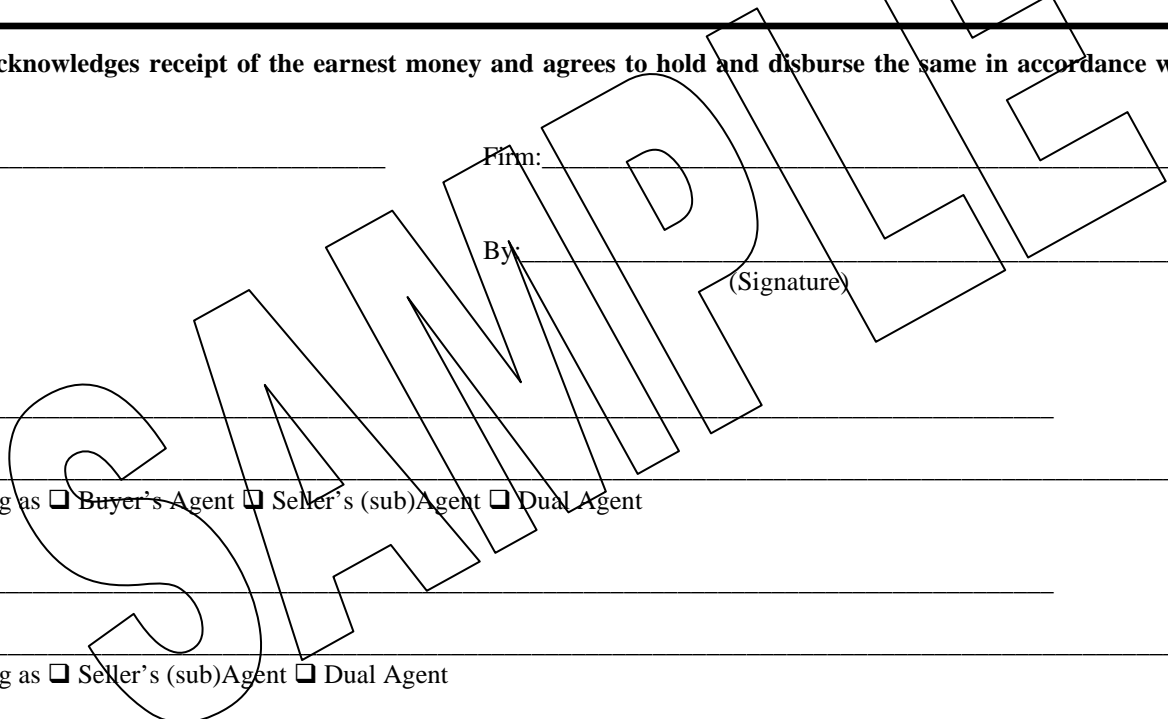 cknowledges receipt of the earnest money and agrees to hold and disburse the same in accordance w
Firm:
By:
(Signature)
g as ❑ Buyer’s Agent ❑ Seller’s (sub)Agent ❑ Dual Agent
g as ❑ Seller’s (sub)Agent ❑ Dual Agent
SAMPLE